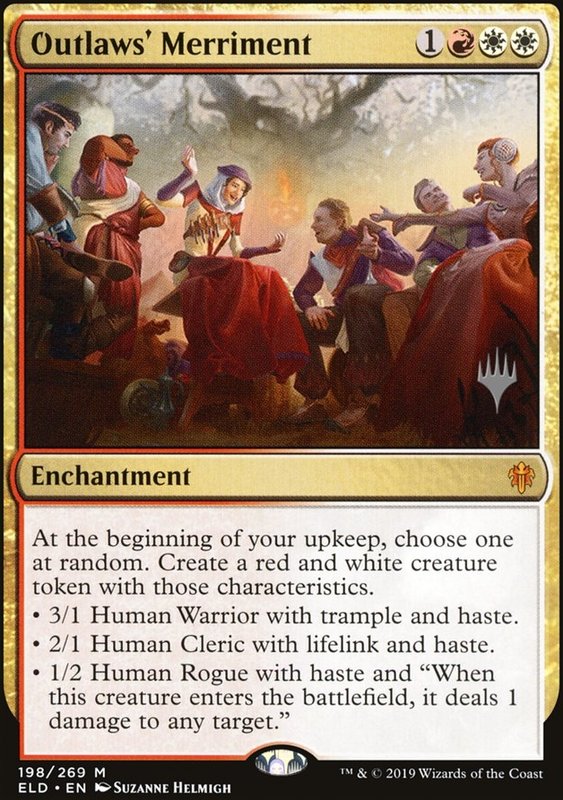 Outlaws' Merriment 1
Enchantment
At the beginning of your upkeep, choose one
at random. Create a red and white creature
token with those characteristics.
• 3/1 Human Warrior with trample and haste.
• 2/1 Human Cleric with lifelink and haste.
• 1/2 Human Rogue with haste and “When
this creature enters the battlefield, it deals 1
damage to any target.”
198/269 M
ELD • EN Suzanne Helmigh
™ & © 2019 Wizards of the Coast